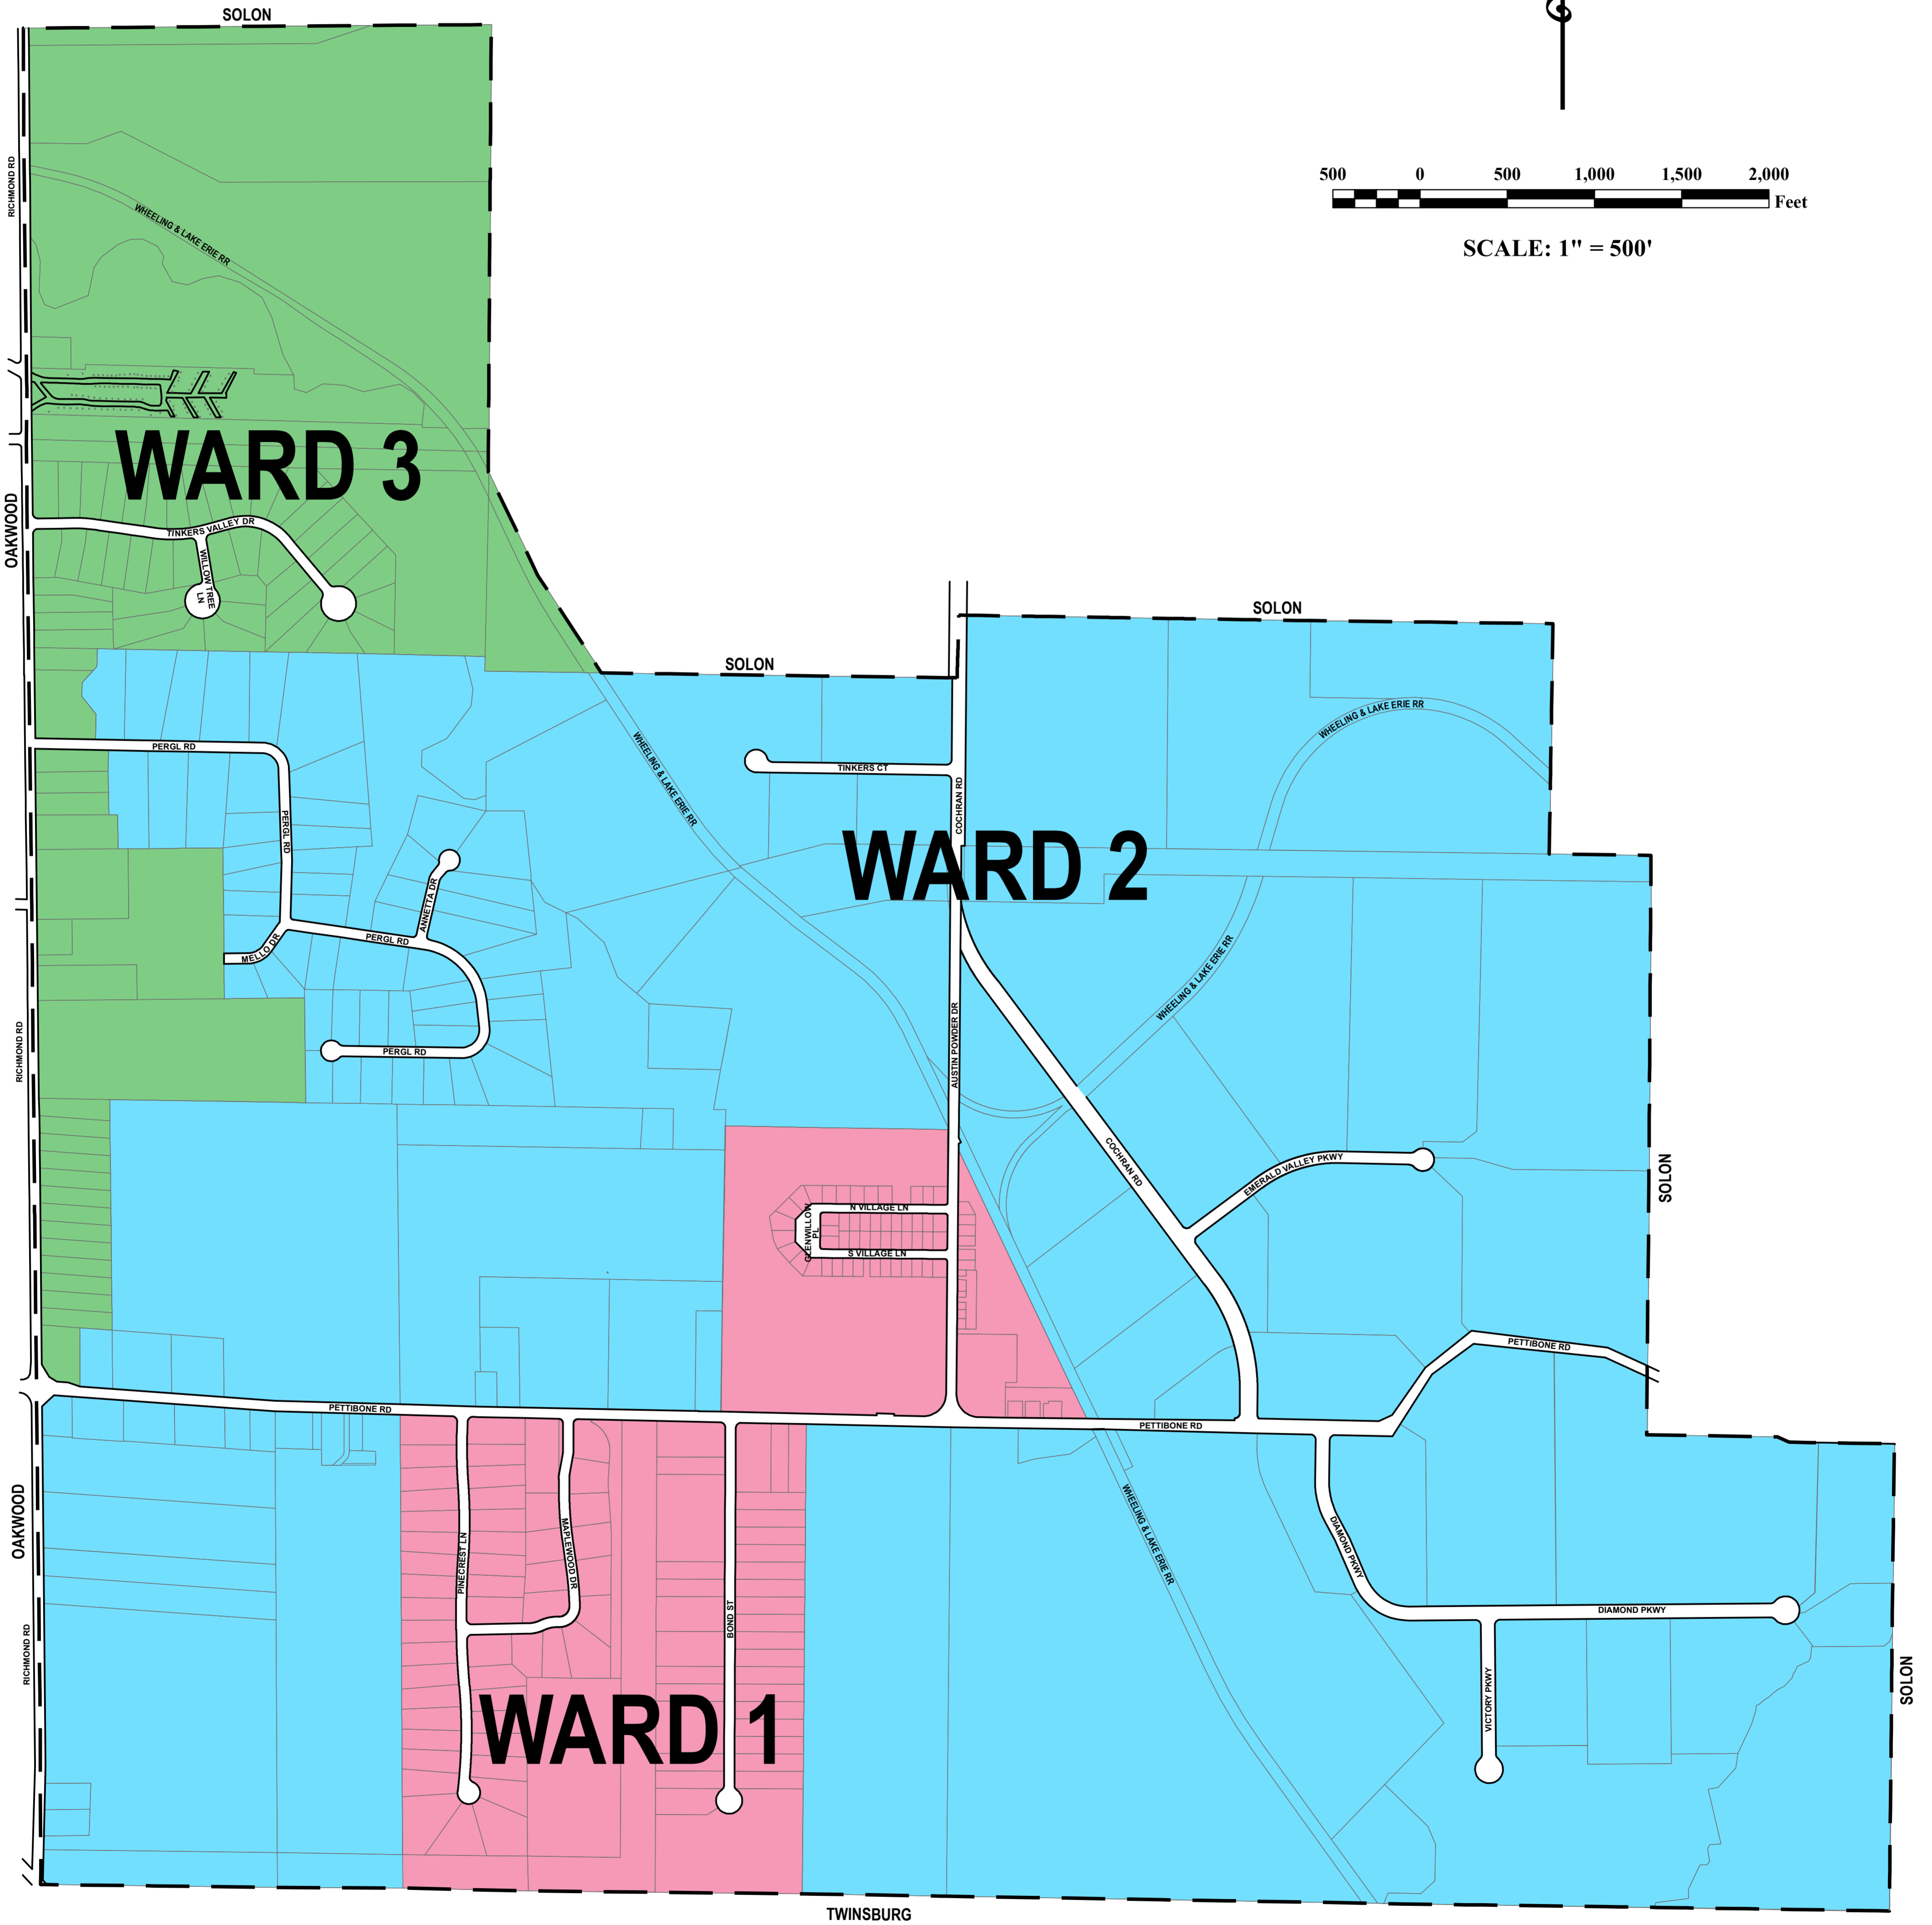 SOLON
RICHMOND RD
WHEELING & LAKE ERIE RR
500 0 500 1,000 1,500 2,000
Feet
SCALE: 1" = 500'
WARD 3
OAKWOOD
TINKERS VALLEY DR
WILLOW TREE
LN
SOLON
SOLON
PERGL RD
WHEELING & LAKE ERIE RR
WHEELING & LAKE ERIE RR
TINKERS CT
COCHRAN RD
PERGL RD
WARD 2
ANNETTA DR
PERGL RD
MELLO DR
WHEELING & LAKE ERIE RR
RICHMOND RD
PERGL RD
AUSTIN POWDER DR
COCHRAN RD
EMERALD VALLEY PKWY
SOLON
N VILLAGE LN
GLENWILLOW
PL
S VILLAGE LN
PETTIBONE RD
PETTIBONE RD
PETTIBONE RD
OAKWOOD
PINECREST LN
MAPLEWOOD DR
WHEELING & LAKE ERIE RR
DIAMOND PKWY
BOND ST
DIAMOND PKWY
RICHMOND RD
VICTORY PKWY
SOLON
WARD 1
TWINSBURG